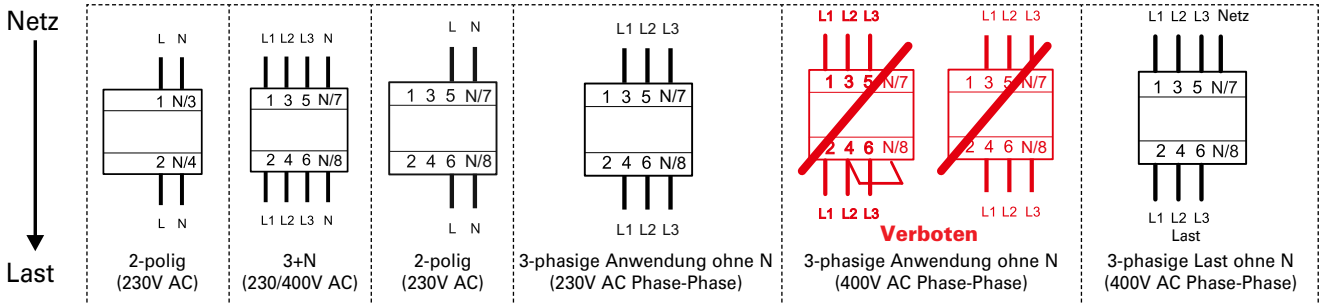 Netz
Last
L N
1 N/3
2 N/4
L N
2-polig
(230V AC)
L1 L2 L3 N
1 3 5 N/7
2 4 6 N/8
L1 L2 L3 N
3+N
(230/400V AC)
L N
1 3 5 N/7
2 4 6 N/8
L N
2-polig
(230V AC)
L1 L2 L3
1 3 5 N/7
2 4 6 N/8
L1 L2 L3
3-phasige Anwendung ohne N
(230V AC Phase-Phase)
L1 L2 L3
1 3 5 N/7
2 4 6 N/8
L1 L2 L3
L1 L2 L3
1 3 5 N/7
2 4 6 N/8
L1 L2 L3
Verboten
3-phasige Anwendung ohne N
(400V AC Phase-Phase)
L1 L2 L3 Netz
1 3 5 N/7
2 4 6 N/8
L1 L2 L3
Last
3-phasige Last ohne N
(400V AC Phase-Phase)